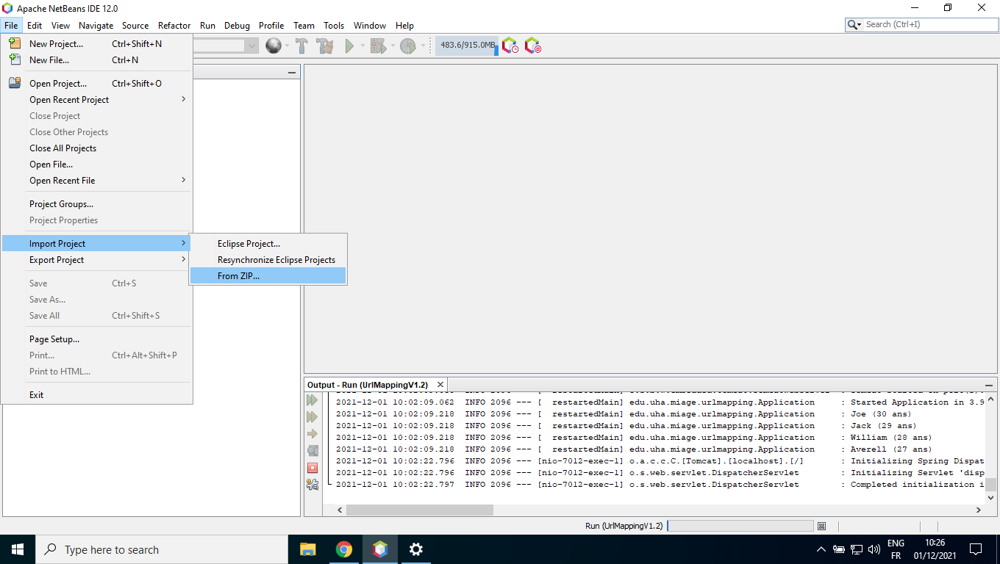 Apache NetBeans IDE 12.0
File Edit View Navigate Source Refactor Run Debug Profile Team Tools Window Help
Search (Ctrl+I)
483.6/915.0MB
New Project... Ctrl+Shift+N
New File... Ctrl+N
Open Project... Ctrl+Shift+O
Open Recent Project
Close Project
Close Other Projects
Close All Projects
Open File...
Open Recent File
Project Groups...
Project Properties
Import Project
Export Project
Save Ctrl+S
Save As...
Save All Ctrl+Shift+S
Page Setup...
Print... Ctrl+Alt+Shift+P
Print to HTML...
Exit
Eclipse Project...
Resynchronize Eclipse Projects
From ZIP...
Output - Run (UrlMappingV1.2)
2021-12-01 10:02:09.062 INFO 2096 --- [ restartedMain] edu.uha.miage.urlmapping.Application : Started Application in 3.9
2021-12-01 10:02:09.218 INFO 2096 --- [ restartedMain] edu.uha.miage.urlmapping.Application : Joe (30 ans)
2021-12-01 10:02:09.218 INFO 2096 --- [ restartedMain] edu.uha.miage.urlmapping.Application : Jack (29 ans)
2021-12-01 10:02:09.218 INFO 2096 --- [ restartedMain] edu.uha.miage.urlmapping.Application : William (28 ans)
2021-12-01 10:02:09.218 INFO 2096 --- [ restartedMain] edu.uha.miage.urlmapping.Application : Averell (27 ans)
2021-12-01 10:02:22.796 INFO 2096 --- [nio-7012-exec-1] o.a.c.c.C.[Tomcat].[localhost].[/] : Initializing Spring Dispat
2021-12-01 10:02:22.796 INFO 2096 --- [nio-7012-exec-1] o.s.web.servlet.DispatcherServlet : Initializing Servlet 'disp
2021-12-01 10:02:22.797 INFO 2096 --- [nio-7012-exec-1] o.s.web.servlet.DispatcherServlet : Completed initialization i
Run (UrlMappingV1.2)
Type here to search
ENG
FR
10:26
01/12/2021